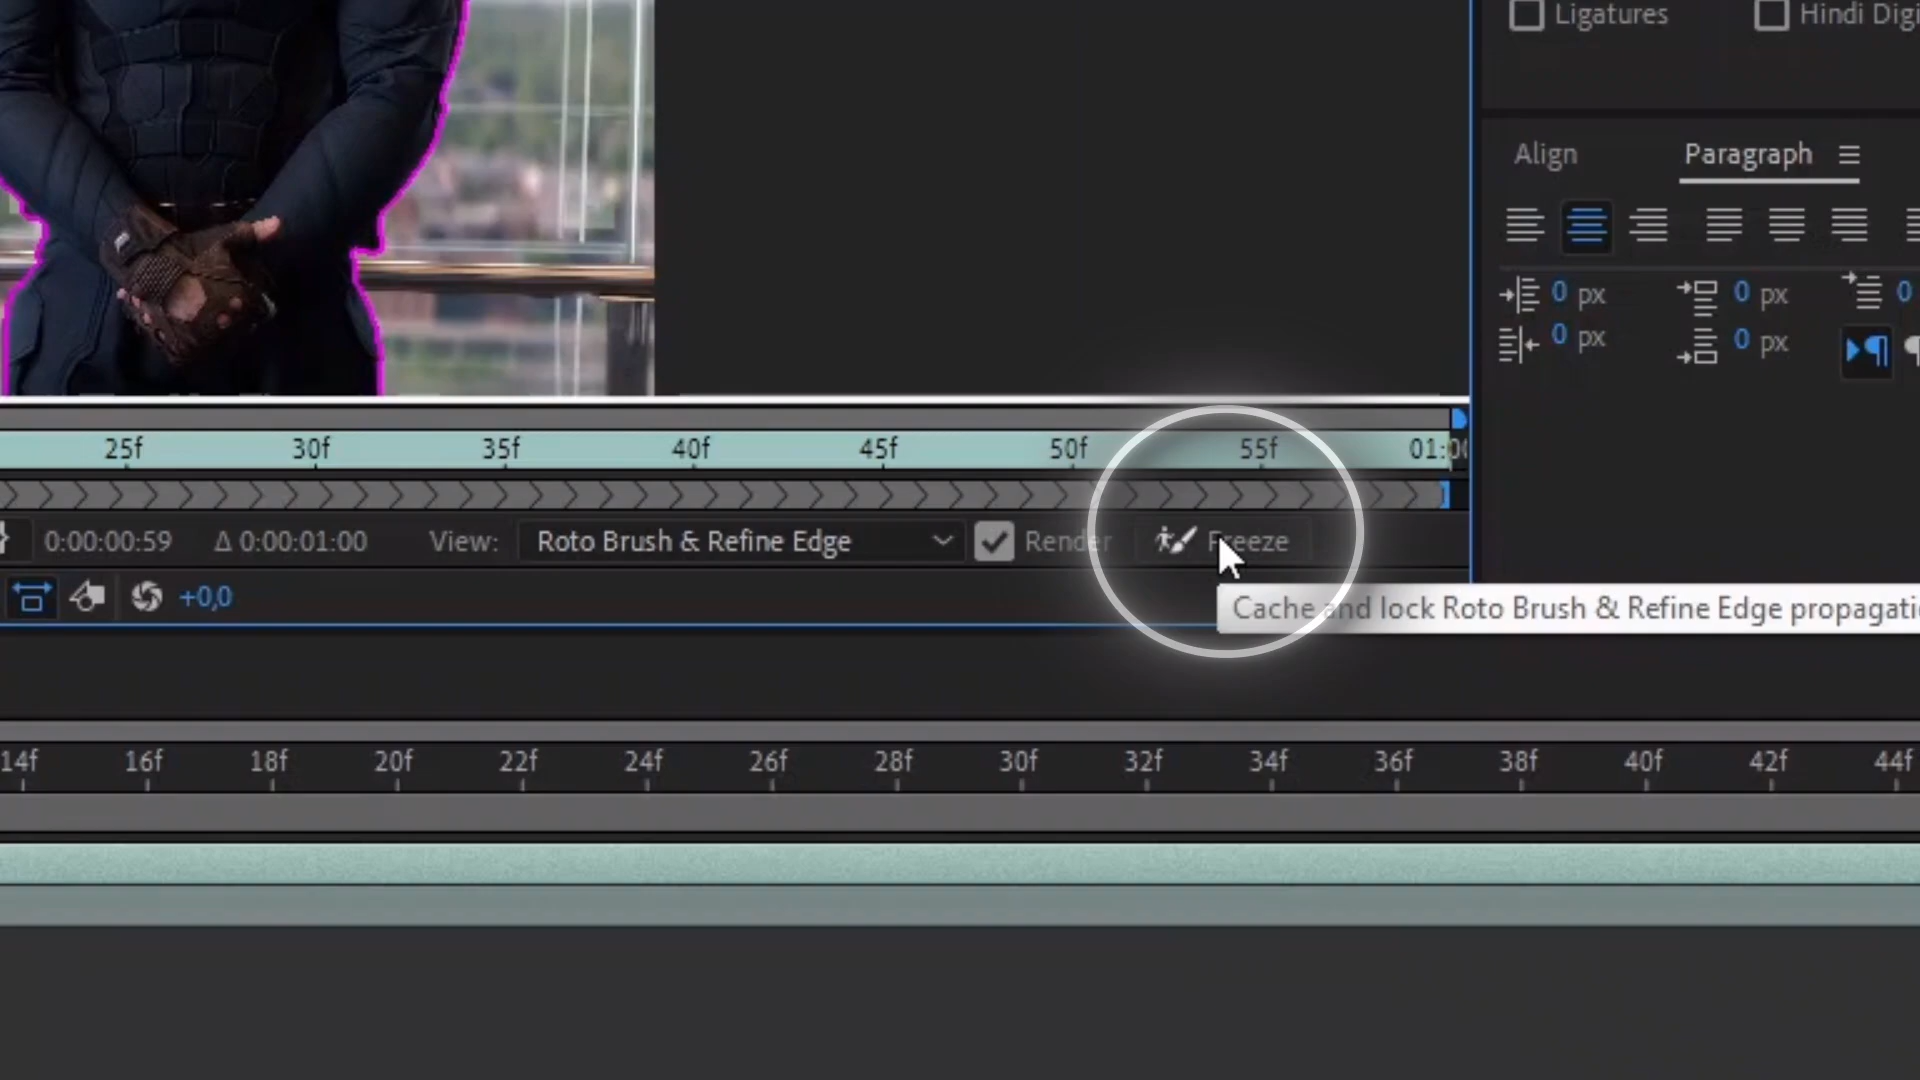 Ligatures
Hindi Digi
Align
Paragraph
0 px
0 px
0
0 px
0 px
25f 30f 35f 40f 45f 50f 55f 01:00
0:00:00:59
Δ 0:00:01:00
View:
Roto Brush & Refine Edge
Render
Freeze
+0,0
Cache and lock Roto Brush & Refine Edge propagati
14f 16f 18f 20f 22f 24f 26f 28f 30f 32f 34f 36f 38f 40f 42f 44f